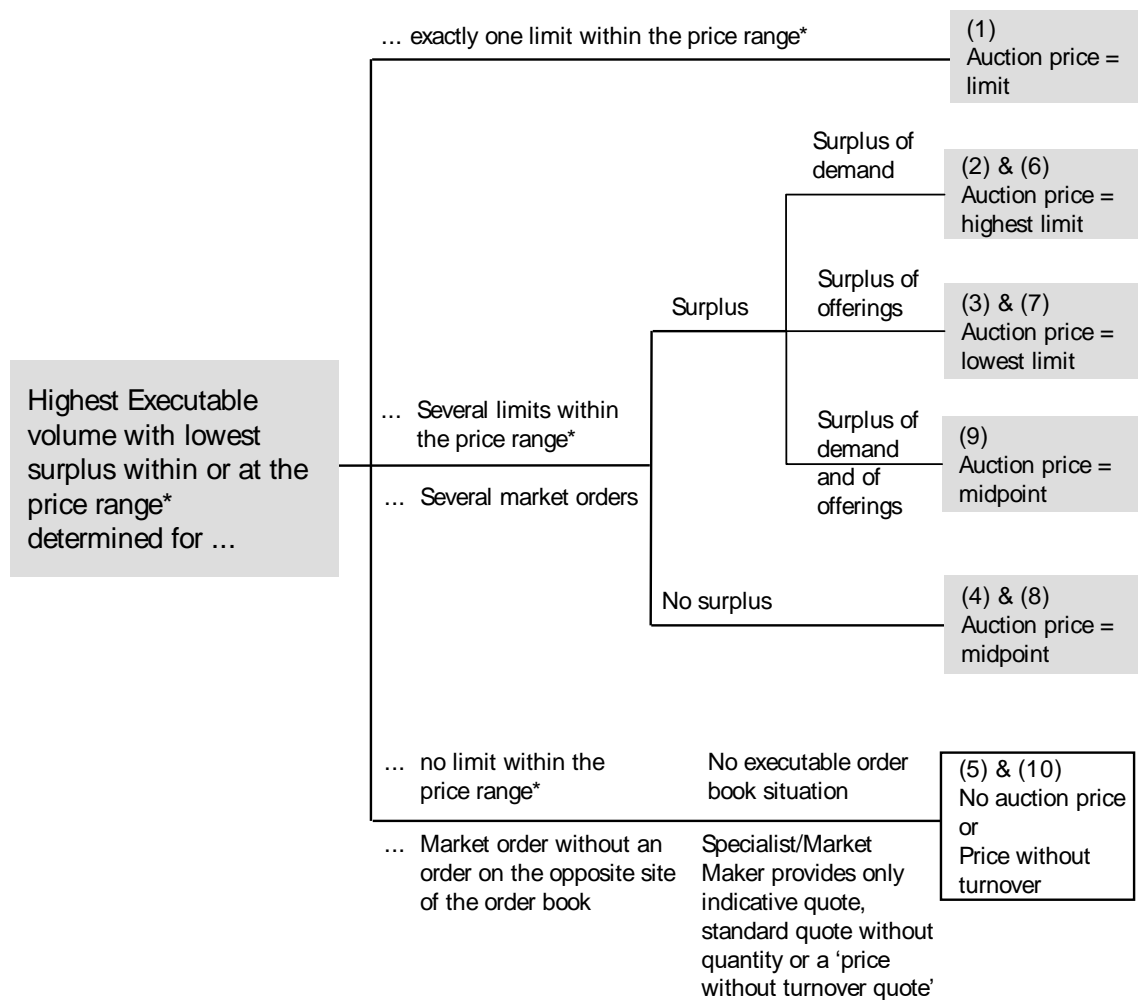 ... exactly one limit within the price range*
(1)
Auction price =
limit
Surplus of
demand
(2) & (6)
Auction price =
highest limit
Surplus
Surplus of
offerings
(3) & (7)
Auction price =
lowest limit
Highest Executable
volume with lowest
surplus within or at the
price range*
determined for ...
... Several limits within
the price range*
... Several market orders
Surplus of
demand
and of
offerings
(9)
Auction price =
midpoint
No surplus
(4) & (8)
Auction price =
midpoint
... no limit within the
price range*
No executable order
book situation
(5) & (10)
No auction price
or
Price without
turnover
... Market order without an
order on the opposite site
of the order book
Specialist/Market
Maker provides only
indicative quote,
standard quote without
quantity or a ‘price
without turnover quote’